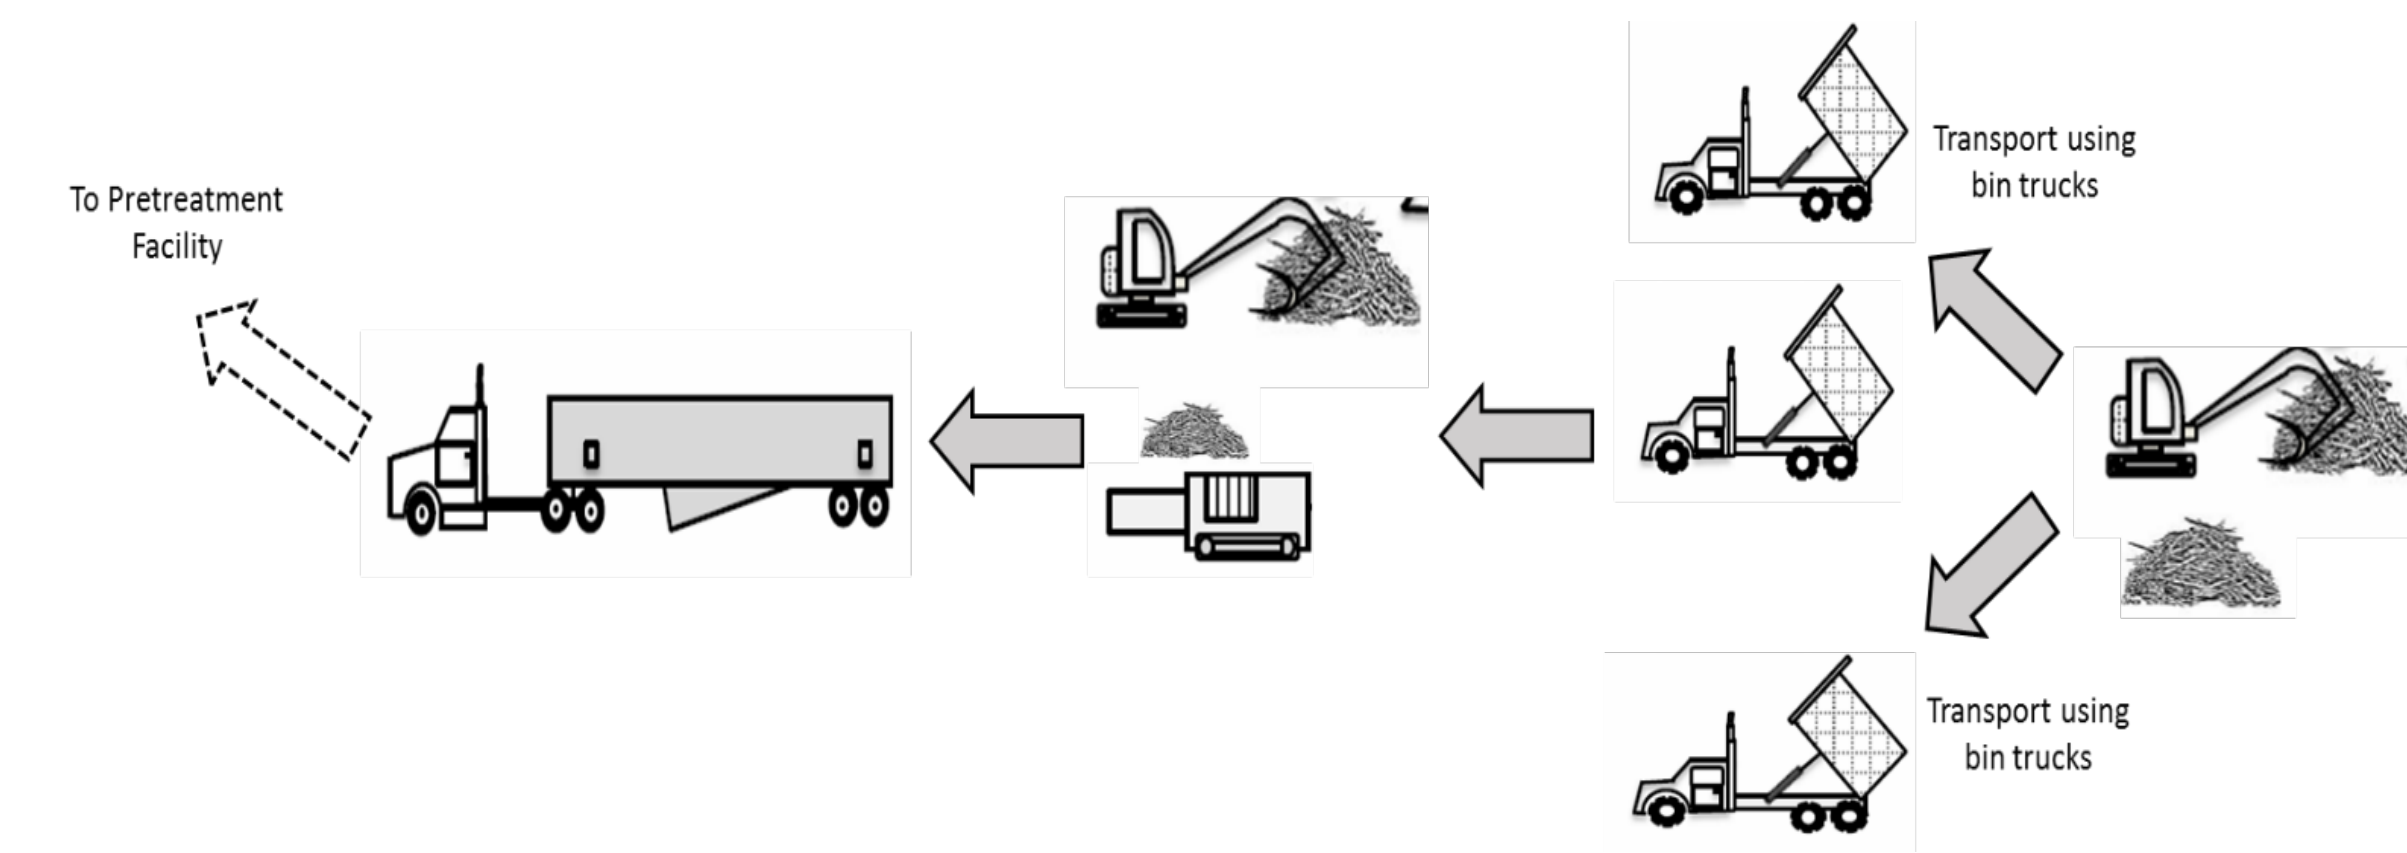 Transport using
bin trucks
To Pretreatment
Facility
Transport using
bin trucks